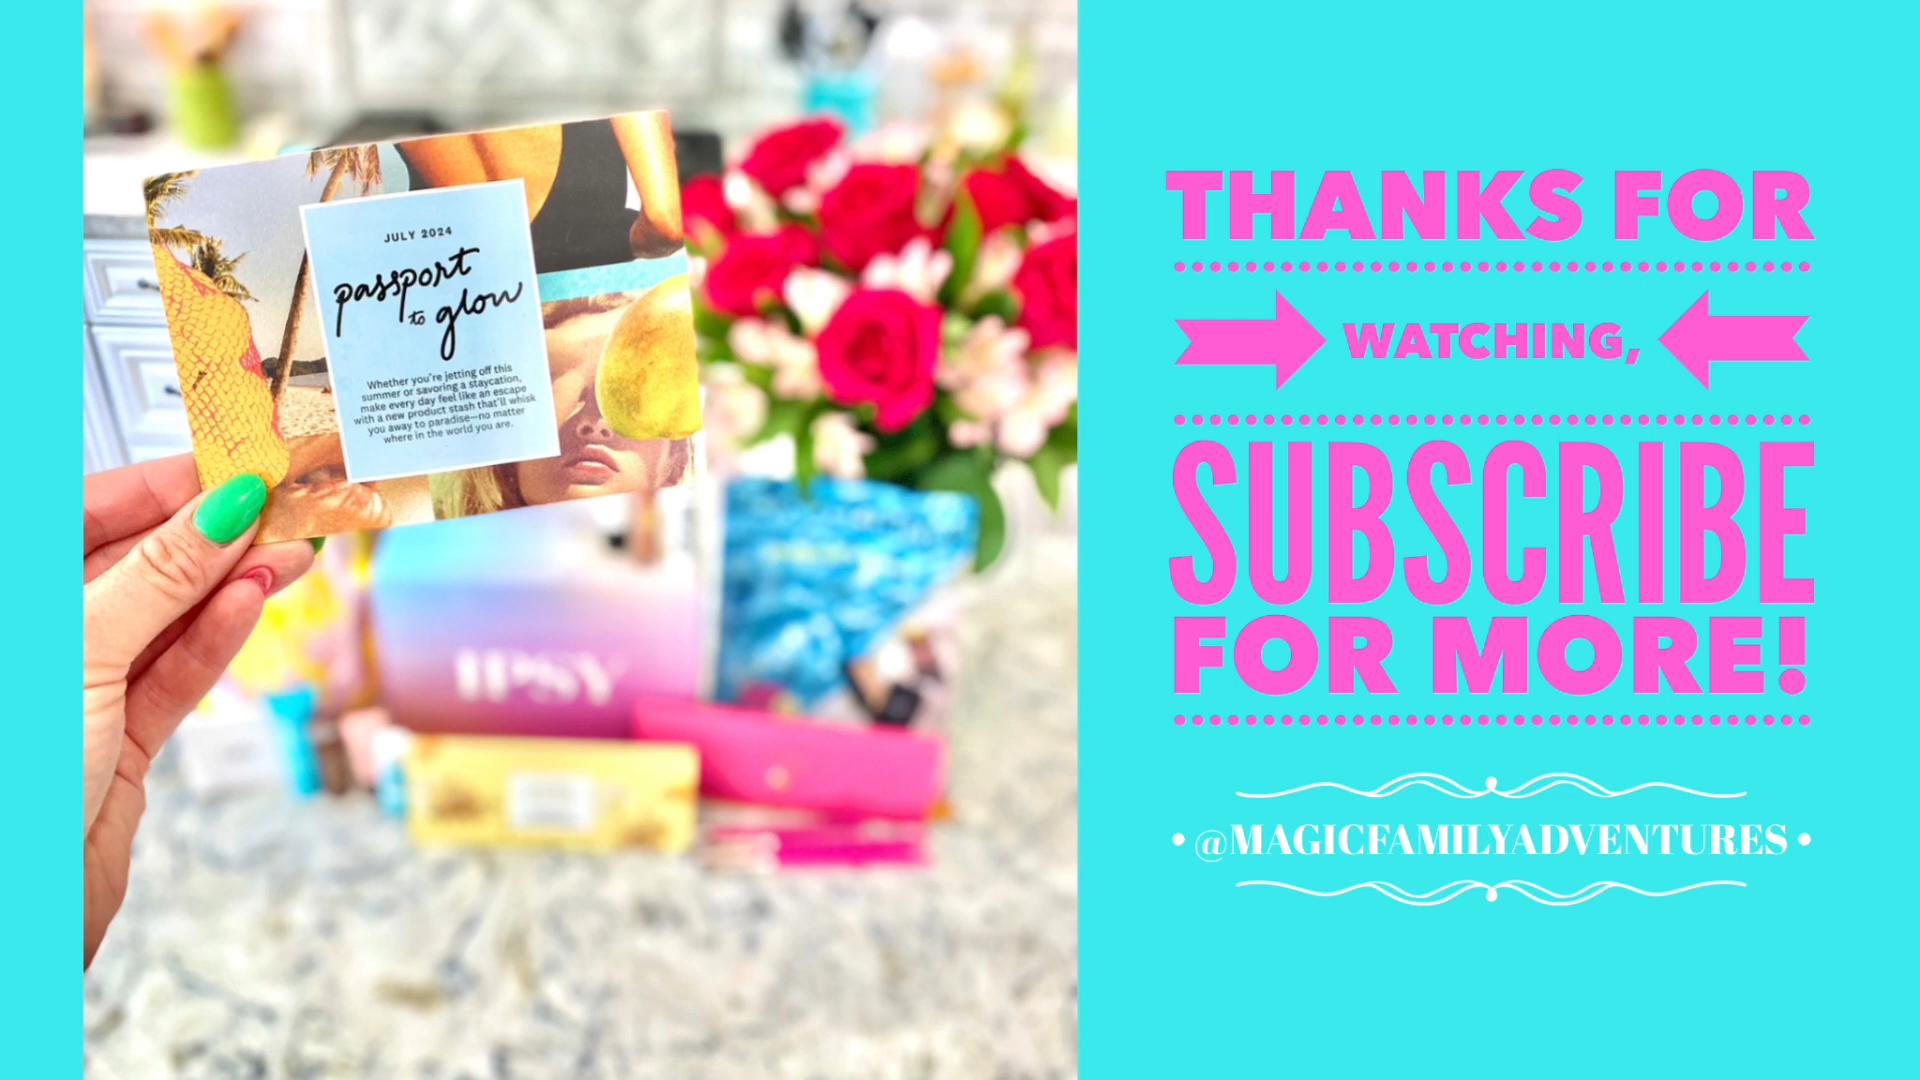 JULY 2024
passport
to glow
Whether you're jetting off this
summer or savoring a staycation,
make every day feel like an escape
with a new product stash that'll whisk
you away to paradise—no matter
where in the world you are.
IPSY
THANKS FOR
WATCHING,
SUBSCRIBE
FOR MORE!
• @MAGICFAMILYADVENTURES •